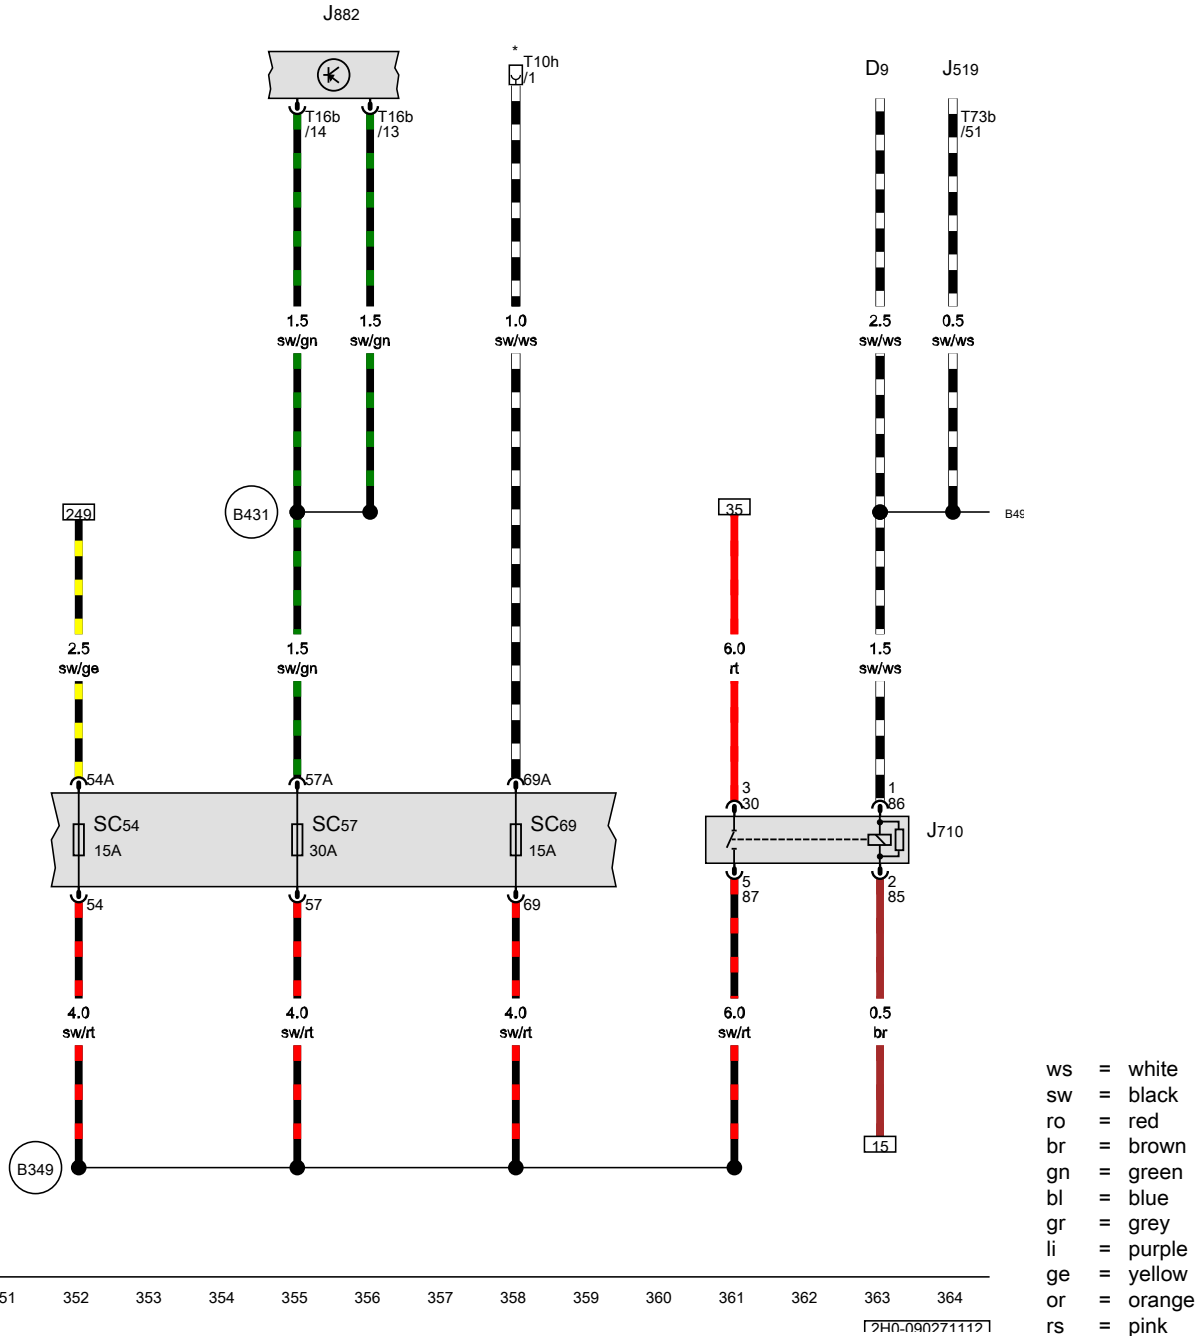 J882
*
T10h
/1
D9
J519
T16b
/14
T16b
/13
T73b
/51
1.5
sw/gn
1.5
sw/gn
1.0
sw/ws
2.5
sw/ws
0.5
sw/ws
249
B431
35
B49
2.5
sw/ge
1.5
sw/gn
6.0
rt
1.5
sw/ws
54A
57A
69A
3
30
1
86
SC54
15A
SC57
30A
SC69
15A
J710
54
57
69
5
87
2
85
4.0
sw/rt
4.0
sw/rt
4.0
sw/rt
6.0
sw/rt
0.5
br
15
B349
ws = white
sw = black
ro = red
br = brown
gn = green
bl = blue
gr = grey
li = purple
ge = yellow
or = orange
rs = pink
51 352 353 354 355 356 357 358 359 360 361 362 363 364
2H0-090271112